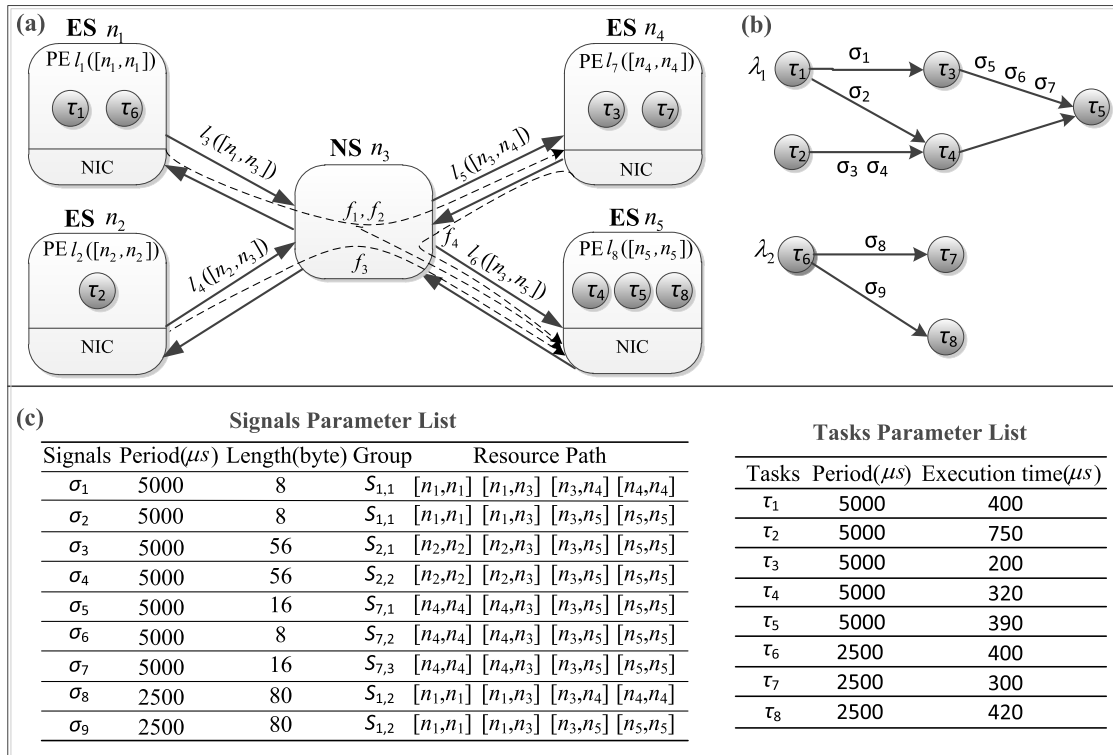 (a)
ES n1
PE l1([n1,n1])
τ1 τ6
NIC
l3([n1,n3])
NS n3
f1, f2
f3
f4
l5([n3,n4])
ES n4
PE l7([n4,n4])
τ3 τ7
NIC
ES n2
PE l2([n2,n2])
τ2
NIC
l4([n2,n3])
l6([n3,n5])
ES n5
PE l8([n5,n5])
τ4 τ5 τ8
NIC
(b)
λ1 τ1 σ1 τ3 σ5 σ6 σ7 τ5
σ2
τ2 σ3 σ4 τ4
λ2 τ6 σ8 τ7
σ9
τ8
(c)
Signals Parameter List
Signals Period(μs) Length(byte) Group Resource Path
σ1 5000 8 S1,1 [n1,n1] [n1,n3] [n3,n4] [n4,n4]
σ2 5000 8 S1,1 [n1,n1] [n1,n3] [n3,n5] [n5,n5]
σ3 5000 56 S2,1 [n2,n2] [n2,n3] [n3,n5] [n5,n5]
σ4 5000 56 S2,2 [n2,n2] [n2,n3] [n3,n5] [n5,n5]
σ5 5000 16 S7,1 [n4,n4] [n4,n3] [n3,n5] [n5,n5]
σ6 5000 8 S7,2 [n4,n4] [n4,n3] [n3,n5] [n5,n5]
σ7 5000 16 S7,3 [n4,n4] [n4,n3] [n3,n5] [n5,n5]
σ8 2500 80 S1,2 [n1,n1] [n1,n3] [n3,n4] [n4,n4]
σ9 2500 80 S1,2 [n1,n1] [n1,n3] [n3,n5] [n5,n5]
Tasks Parameter List
Tasks Period(μs) Execution time(μs)
τ1 5000 400
τ2 5000 750
τ3 5000 200
τ4 5000 320
τ5 5000 390
τ6 2500 400
τ7 2500 300
τ8 2500 420